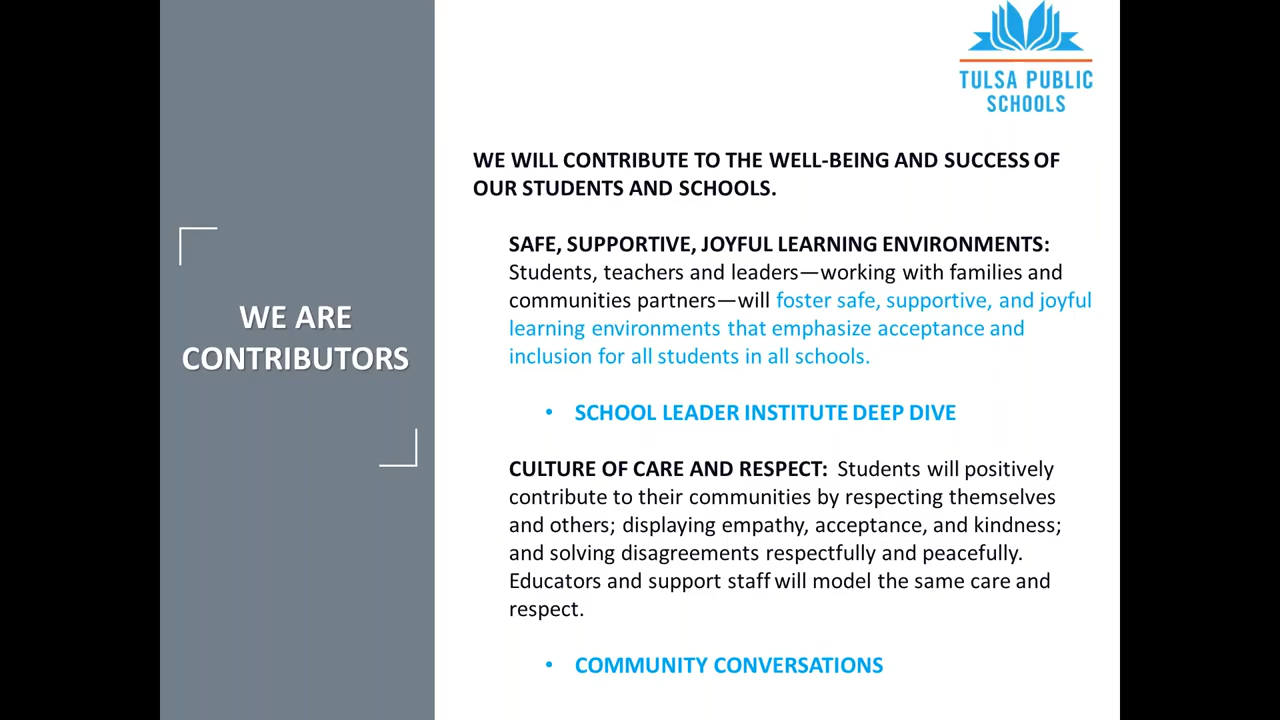 TULSA PUBLIC
SCHOOLS
WE ARE
CONTRIBUTORS
WE WILL CONTRIBUTE TO THE WELL-BEING AND SUCCESS OF
OUR STUDENTS AND SCHOOLS.
SAFE, SUPPORTIVE, JOYFUL LEARNING ENVIRONMENTS:
Students, teachers and leaders—working with families and
communities partners—will foster safe, supportive, and joyful
learning environments that emphasize acceptance and
inclusion for all students in all schools.
• SCHOOL LEADER INSTITUTE DEEP DIVE
CULTURE OF CARE AND RESPECT: Students will positively
contribute to their communities by respecting themselves
and others; displaying empathy, acceptance, and kindness;
and solving disagreements respectfully and peacefully.
Educators and support staff will model the same care and
respect.
• COMMUNITY CONVERSATIONS